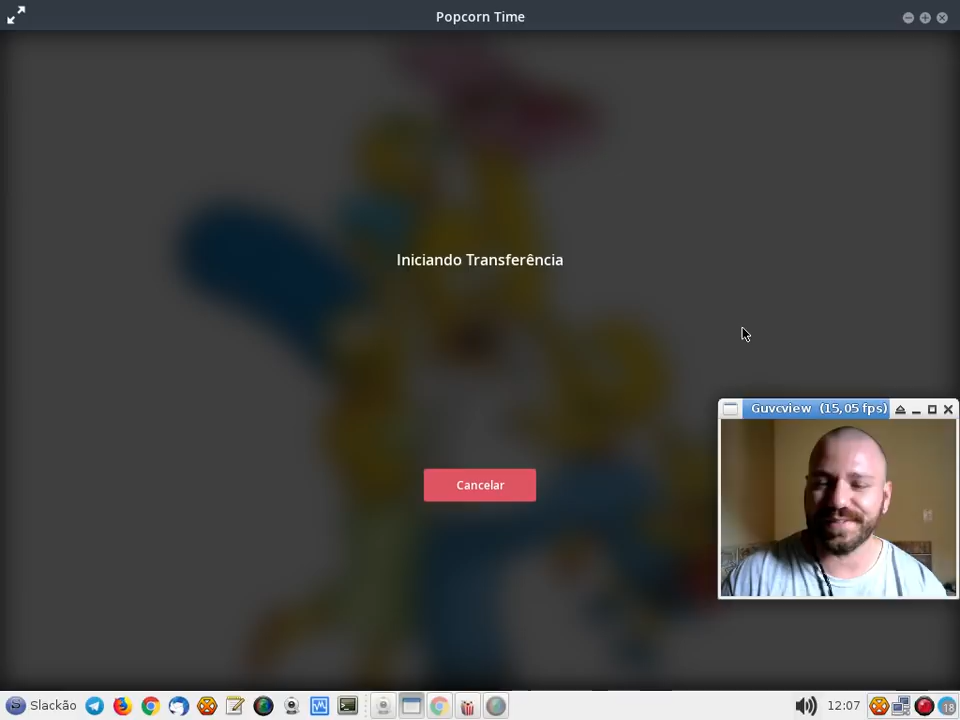 Popcorn Time
Iniciando Transferência
Cancelar
Guvcview (15,05 fps)
Slackão
12:07
18